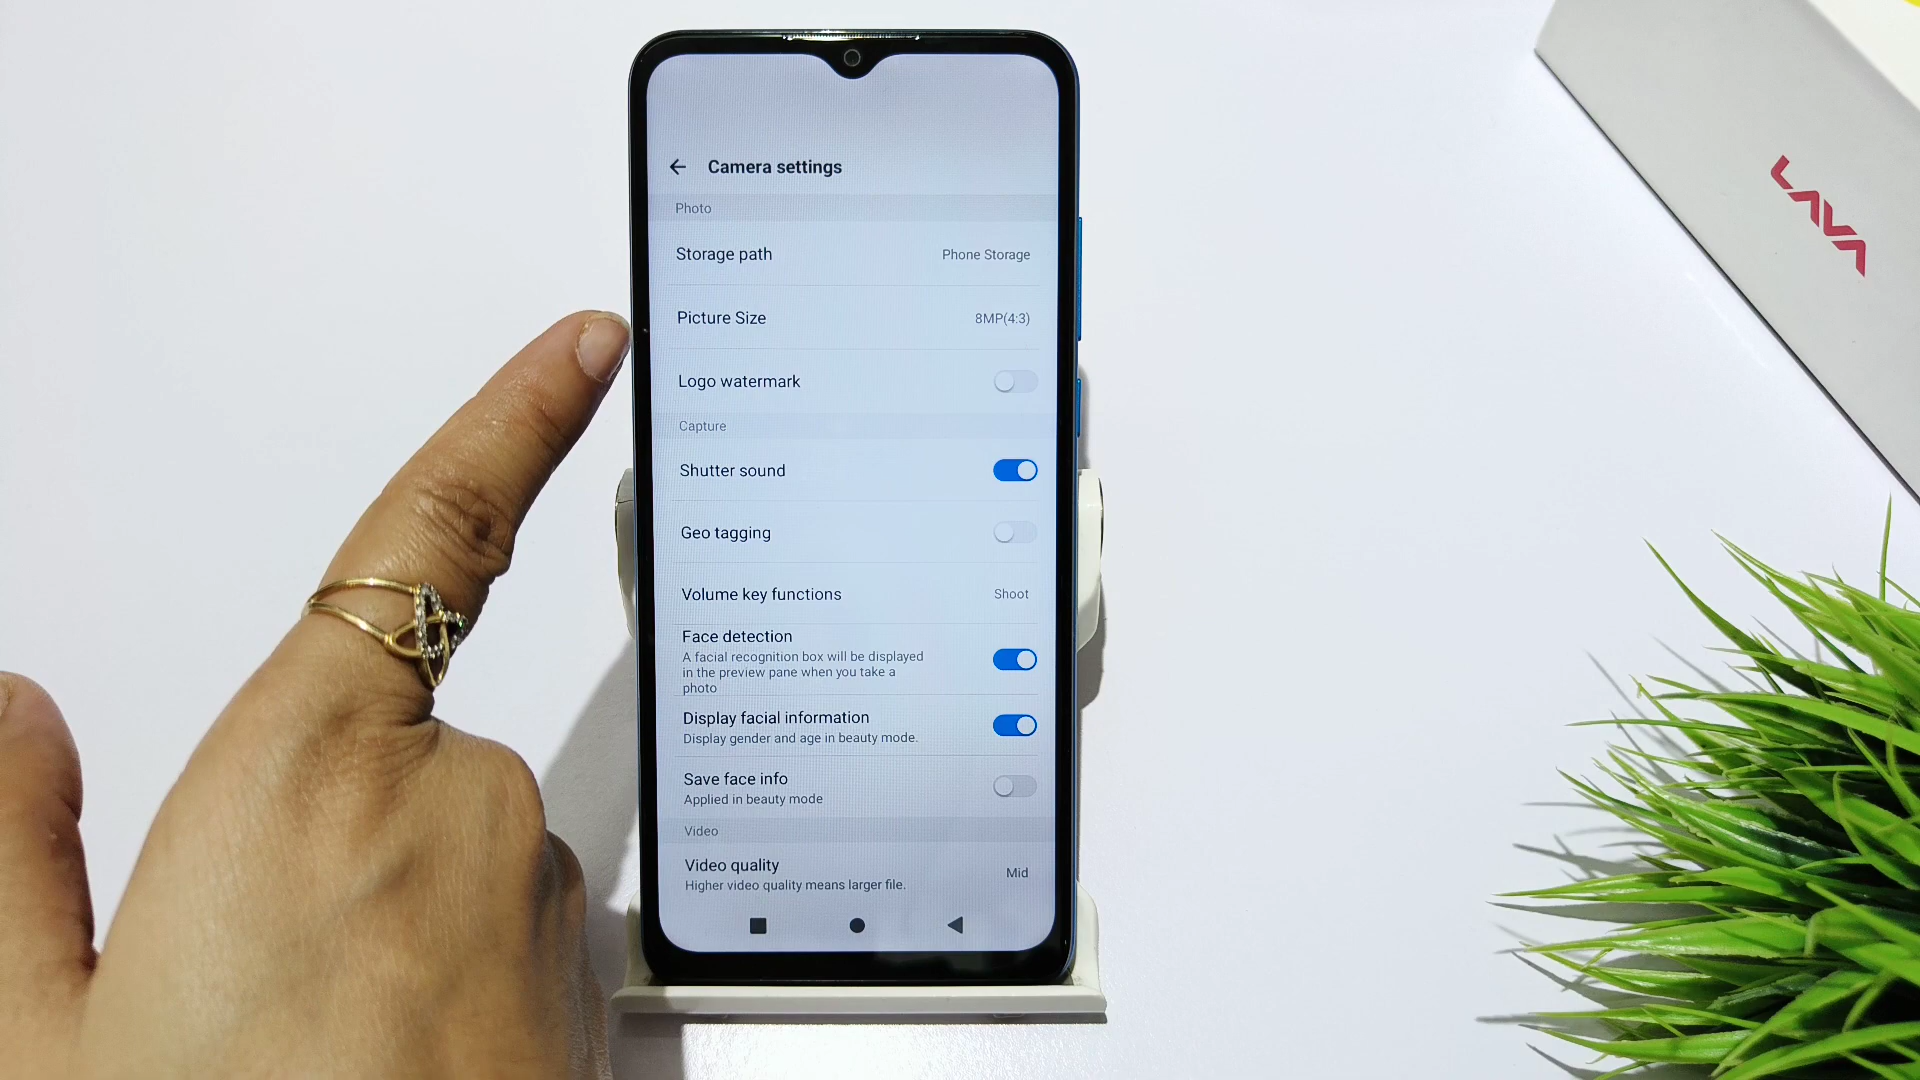 LAVA
Camera settings
Photo
Storage path Phone Storage
Picture Size 8MP(4:3)
Logo watermark
Capture
Shutter sound
Geo tagging
Volume key functions Shoot
Face detection
A facial recognition box will be displayed
in the preview pane when you take a
photo
Display facial information
Display gender and age in beauty mode.
Save face info
Applied in beauty mode
Video
Video quality Mid
Higher video quality means larger file.